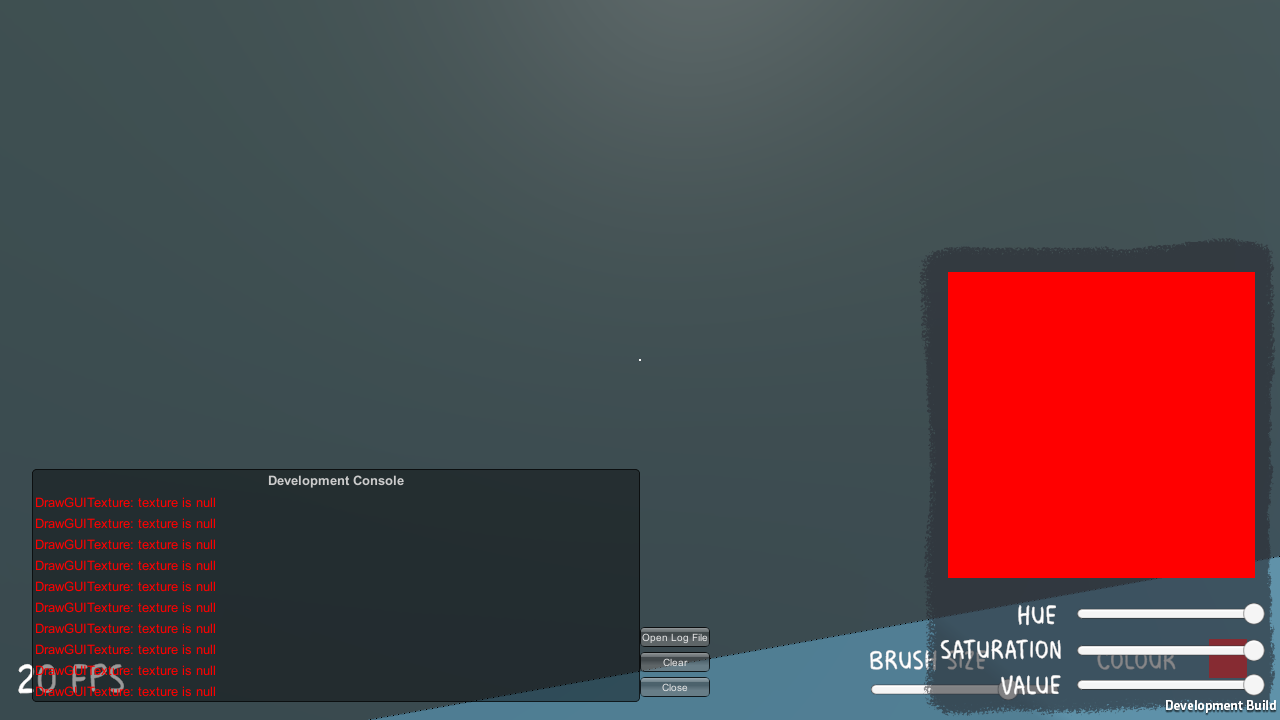 Development Console
DrawGUITexture: texture is null
DrawGUITexture: texture is null
DrawGUITexture: texture is null
DrawGUITexture: texture is null
DrawGUITexture: texture is null
DrawGUITexture: texture is null
DrawGUITexture: texture is null
DrawGUITexture: texture is null
DrawGUITexture: texture is null
DrawGUITexture: texture is null
20 FPS
Open Log File
Clear
Close
HUE
SATURATION
VALUE
BRUSH SIZE
COLOUR
Development Build